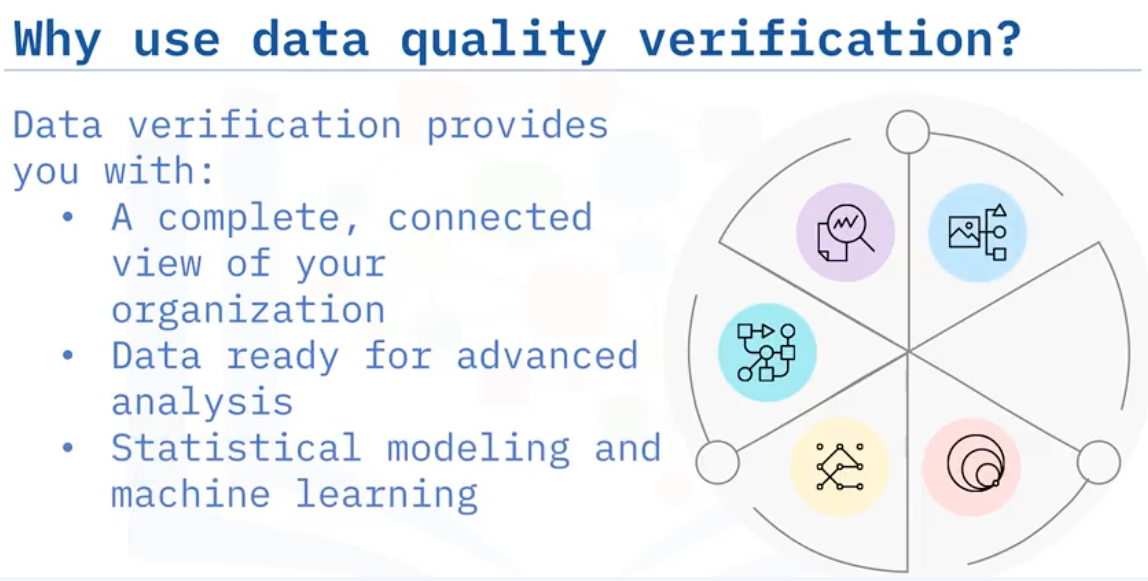 Why use data quality verification?
Data verification provides
you with:
• A complete, connected
view of your
organization
• Data ready for advanced
analysis
• Statistical modeling and
machine learning